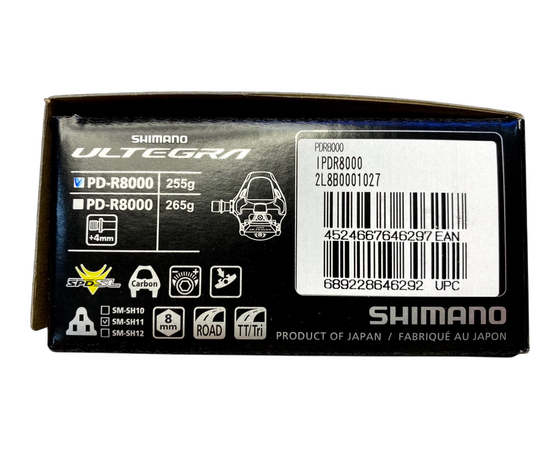 SHIMANO
ULTEGRA
PD-R8000 255g
PD-R8000 265g
+4mm
SPD-SL
Carbon
SM-SH10
SM-SH11
SM-SH12
8 mm
ROAD
TT/Tri
PDR8000
IPDR8000
2L8B0001027
4524667646297 EAN
689228646292 UPC
SHIMANO
PRODUCT OF JAPAN / FABRIQUÉ AU JAPON